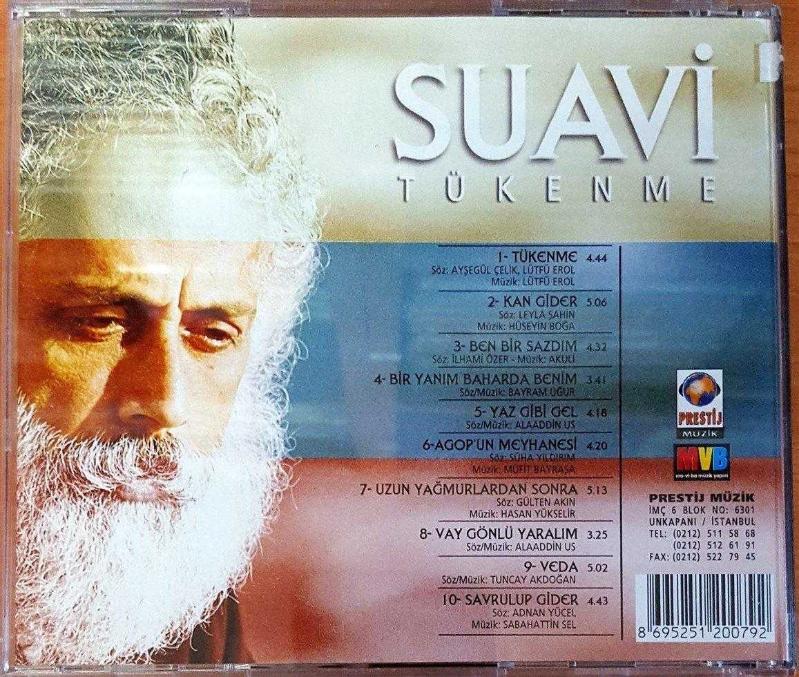 SUAVİ
TÜKENME
1- TÜKENME 4.44
Söz: AYŞEGÜL ÇELİK, LÜTFÜ EROL
Müzik: LÜTFÜ EROL
2- KAN GİDER 5.06
Söz: LEYLA ŞAHİN
Müzik: HÜSEYİN BOĞA
3- BEN BİR SAZDIM 4.32
Söz: İLHAMİ ÖZER - Müzik: AKULİ
4- BİR YANIM BAHARDA BENİM 3.41
Söz/Müzik: BAYRAM UĞUR
5- YAZ GİBİ GEL 4.18
Söz/Müzik: ALAADDİN US
6-AGOP'UN MEYHANESİ 4.20
Söz: SÜHA YILDIRIM
Müzik: MÜFİT BAYRAŞA
7- UZUN YAĞMURLARDAN SONRA 5.13
Söz: GÜLTEN AKIN
Müzik: HASAN YÜKSELİR
8- VAY GÖNLÜ YARALIM 3.25
Söz/Müzik: ALAADDİN US
9- VEDA 5.02
Söz/Müzik: TUNCAY AKDOĞAN
10- SAVRULUP GİDER 4.43
Söz: ADNAN YÜCEL
Müzik: SABAHATTİN SEL
PRESTİJ
MÜZİK
MVB
PRESTİJ MÜZİK
İMÇ 6 BLOK NO: 6301
UNKAPANI / İSTANBUL
TEL: (0212) 511 58 68
(0212) 512 61 91
FAX: (0212) 522 79 45
8 695251 200792